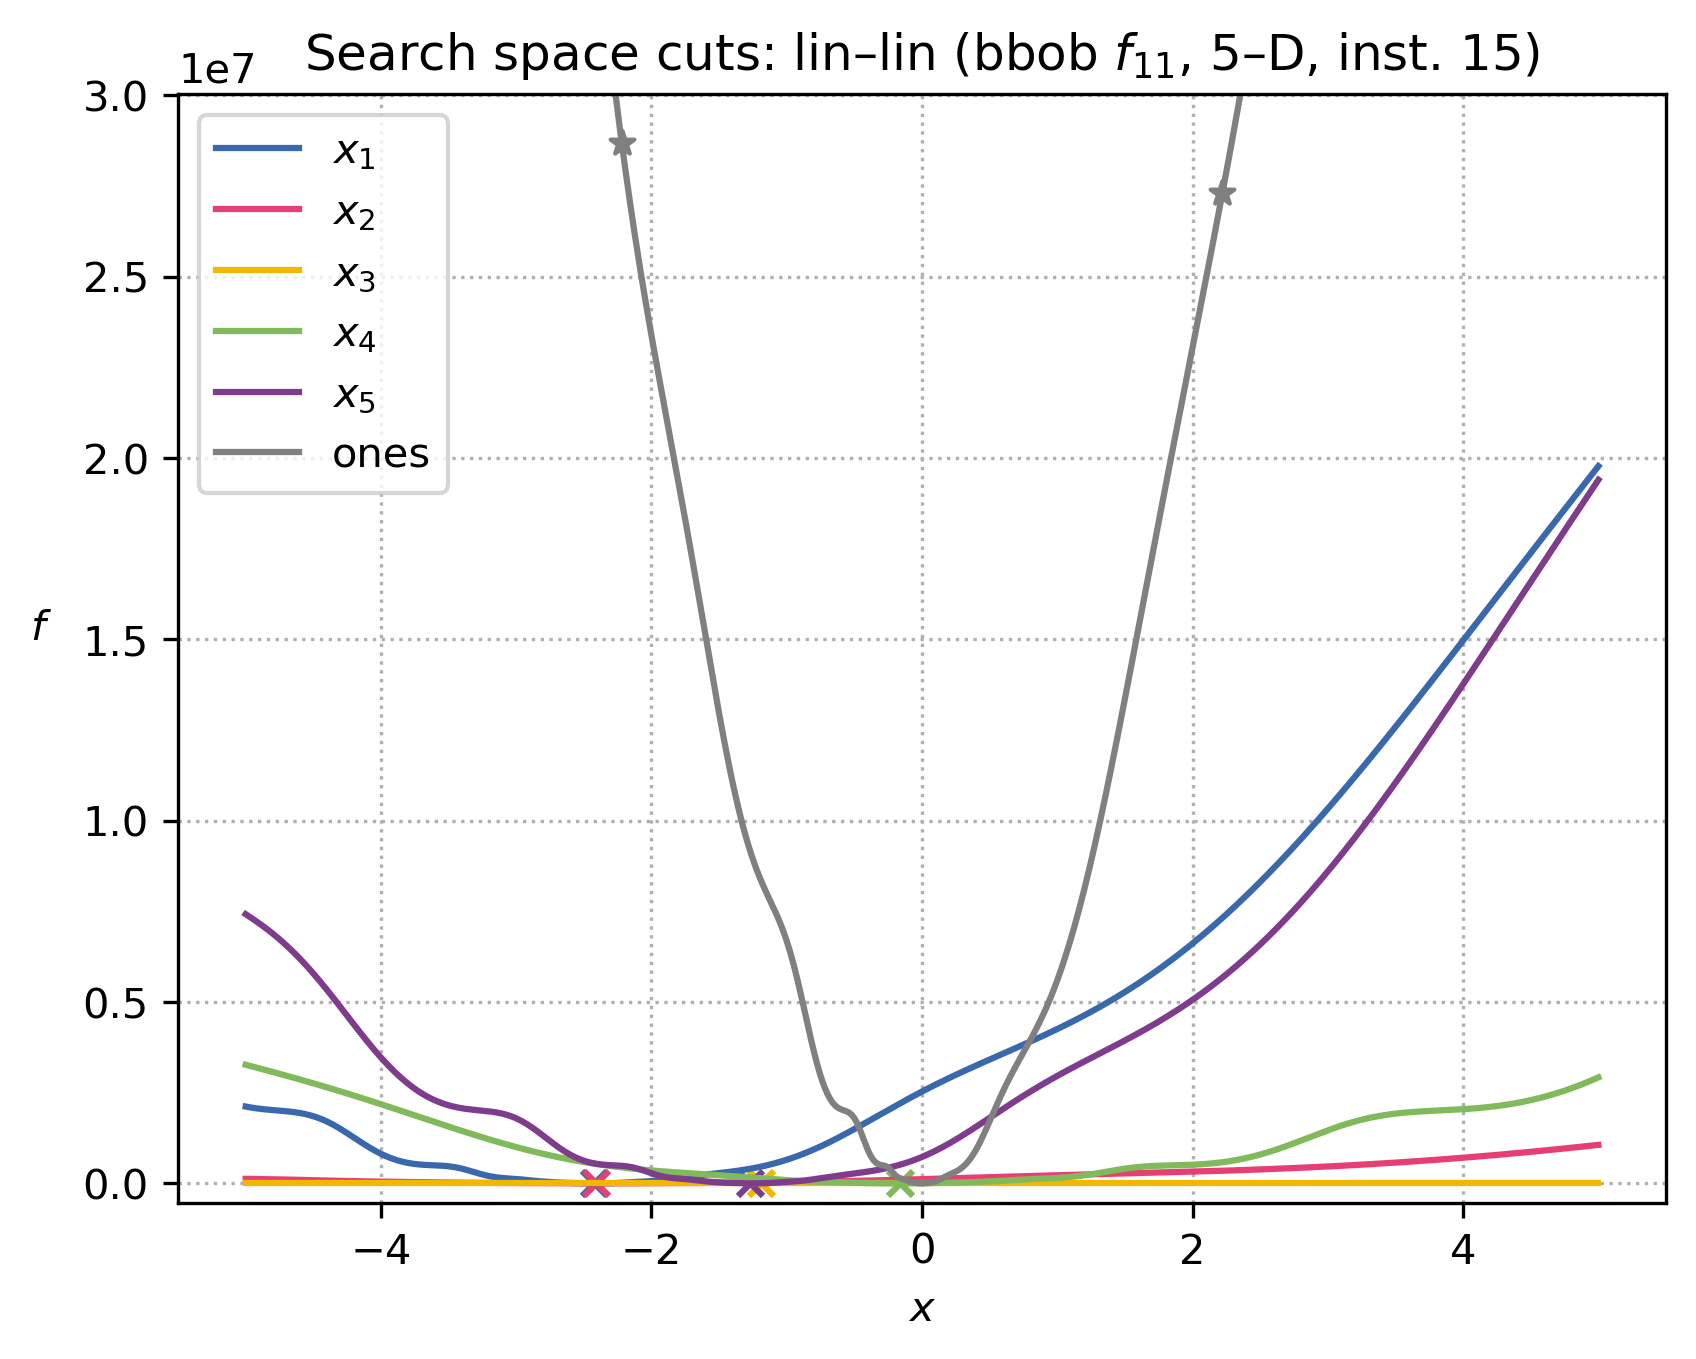 Search space cuts: lin–lin (bbob f₁₁, 5–D, inst. 15)
1e7
3.0
2.5
2.0
1.5
1.0
0.5
0.0
f
x₁
x₂
x₃
x₄
x₅
ones
−4 −2 0 2 4
x